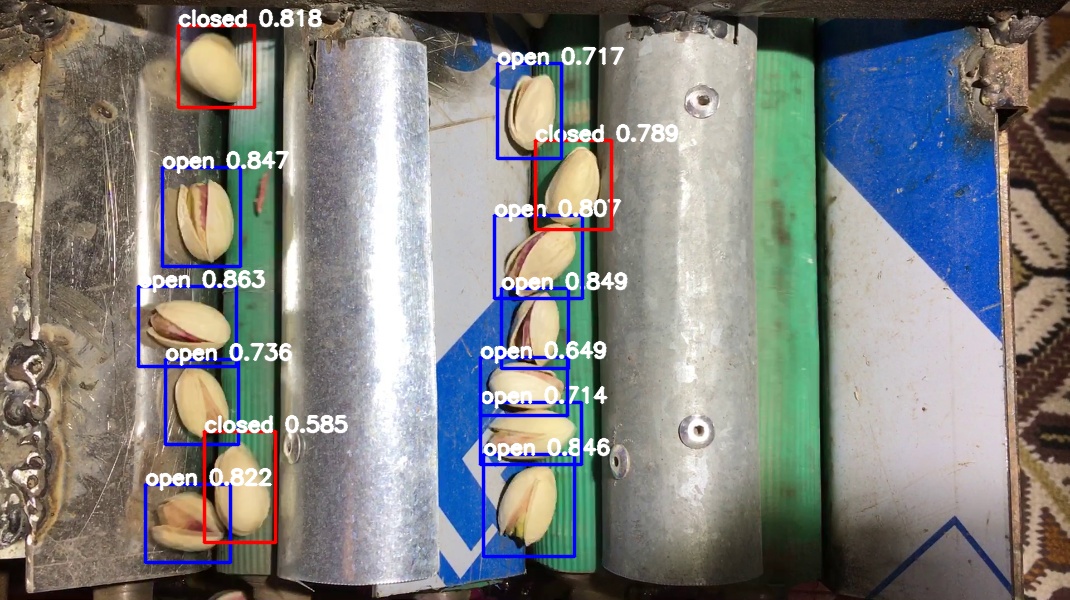 closed 0.818
open 0.847
open 0.863
open 0.736
closed 0.585
open 0.822
open 0.717
closed 0.789
open 0.807
open 0.849
open 0.649
open 0.714
open 0.846